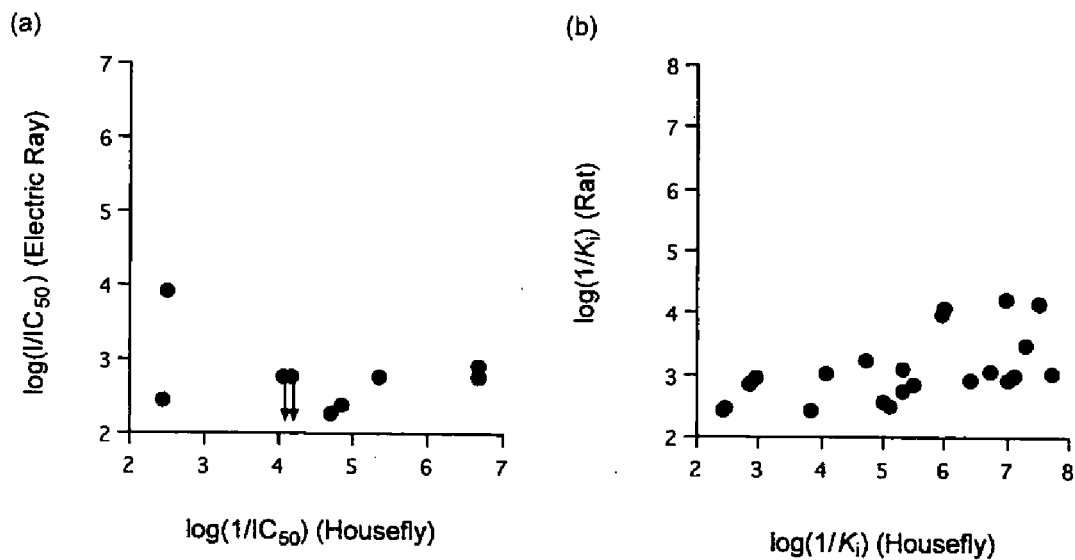 (a)
7
6
5
4
3
2
log(I/IC50) (Electric Ray)
2 3 4 5 6 7
log(1/IC50) (Housefly)
(b)
8
7
6
5
4
3
2
log(1/Ki) (Rat)
2 3 4 5 6 7 8
log(1/Ki) (Housefly)